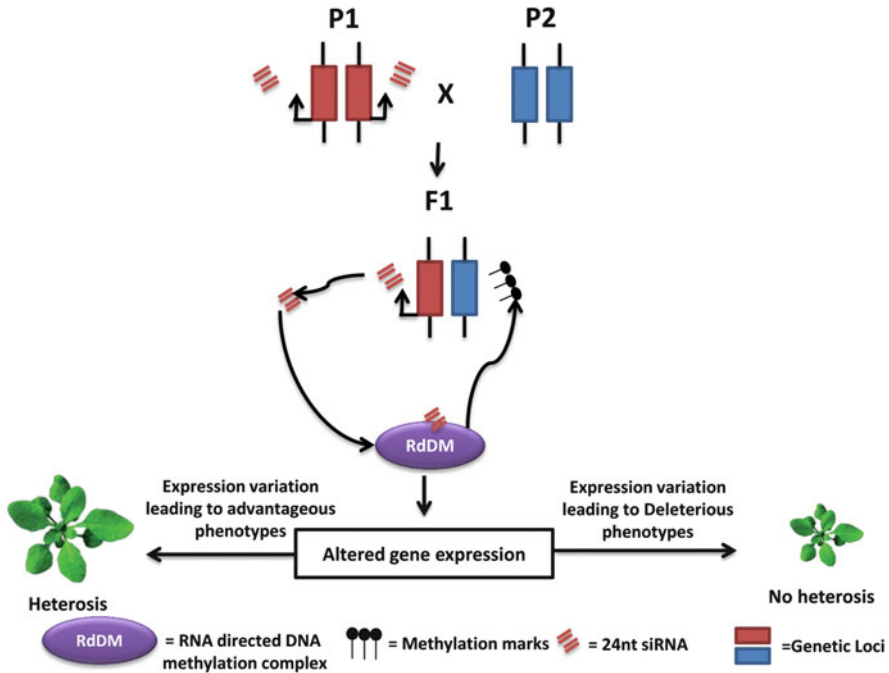 P1
P2
X
F1
RdDM
Expression variation
leading to advantageous
phenotypes
Expression variation
leading to Deleterious
phenotypes
Altered gene expression
Heterosis
No heterosis
RdDM
= RNA directed DNA
methylation complex
= Methylation marks
= 24nt siRNA
=Genetic Loci